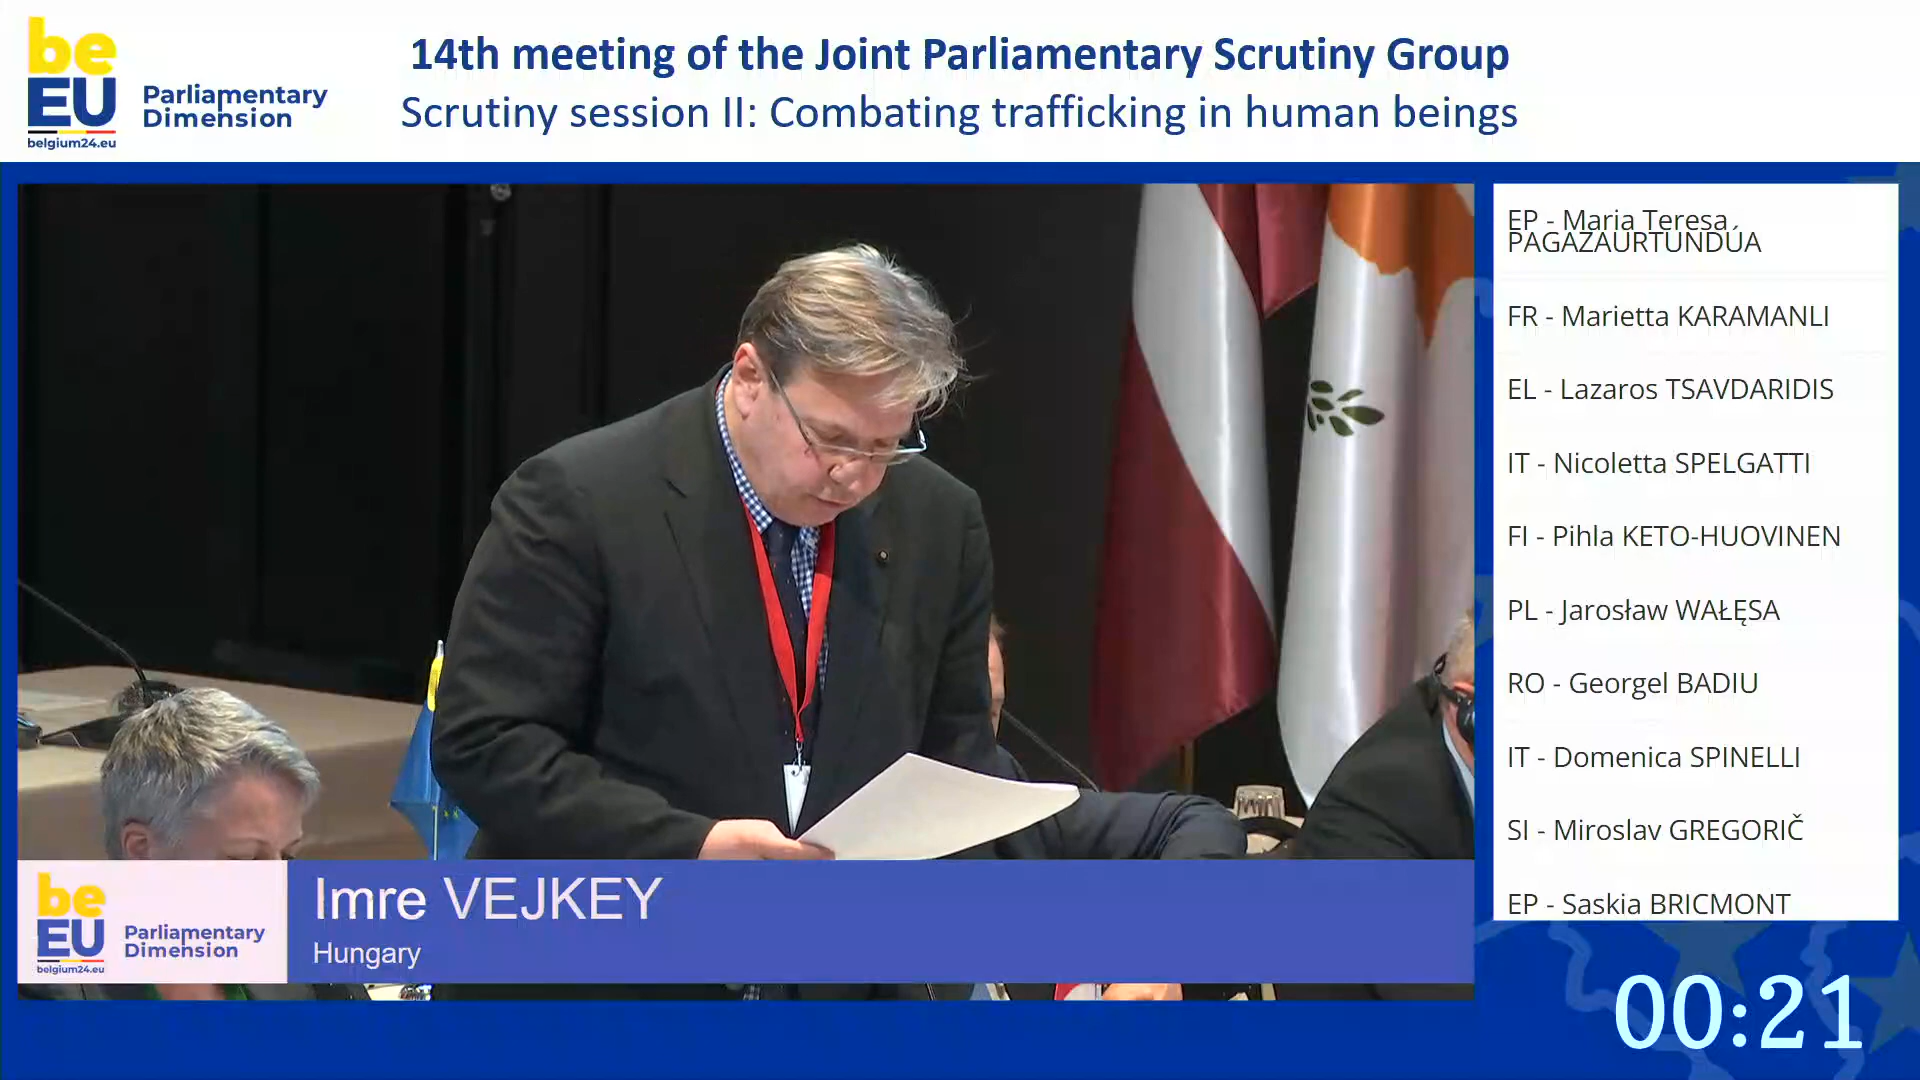 be
EU
belgium24.eu
Parliamentary
Dimension
14th meeting of the Joint Parliamentary Scrutiny Group
Scrutiny session II: Combating trafficking in human beings
EP - Maria Teresa
PAGAZAURTUNDÚA
FR - Marietta KARAMANLI
EL - Lazaros TSAVDARIDIS
IT - Nicoletta SPELGATTI
FI - Pihla KETO-HUOVINEN
PL - Jarosław WAŁĘSA
RO - Georgel BADIU
IT - Domenica SPINELLI
SI - Miroslav GREGORIČ
EP - Saskia BRICMONT
be
EU
belgium24.eu
Parliamentary
Dimension
Imre VEJKEY
Hungary
00:21